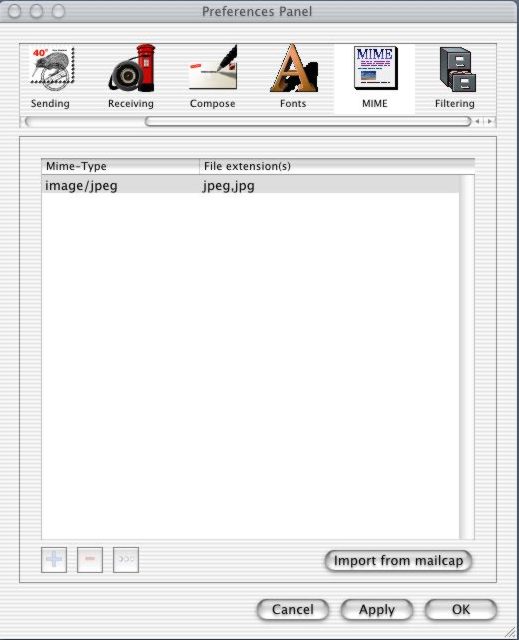 Preferences Panel
40°
MIME
Sending Receiving Compose Fonts MIME Filtering
Mime-Type File extension(s)
image/jpeg jpeg,jpg
Import from mailcap
Cancel Apply OK